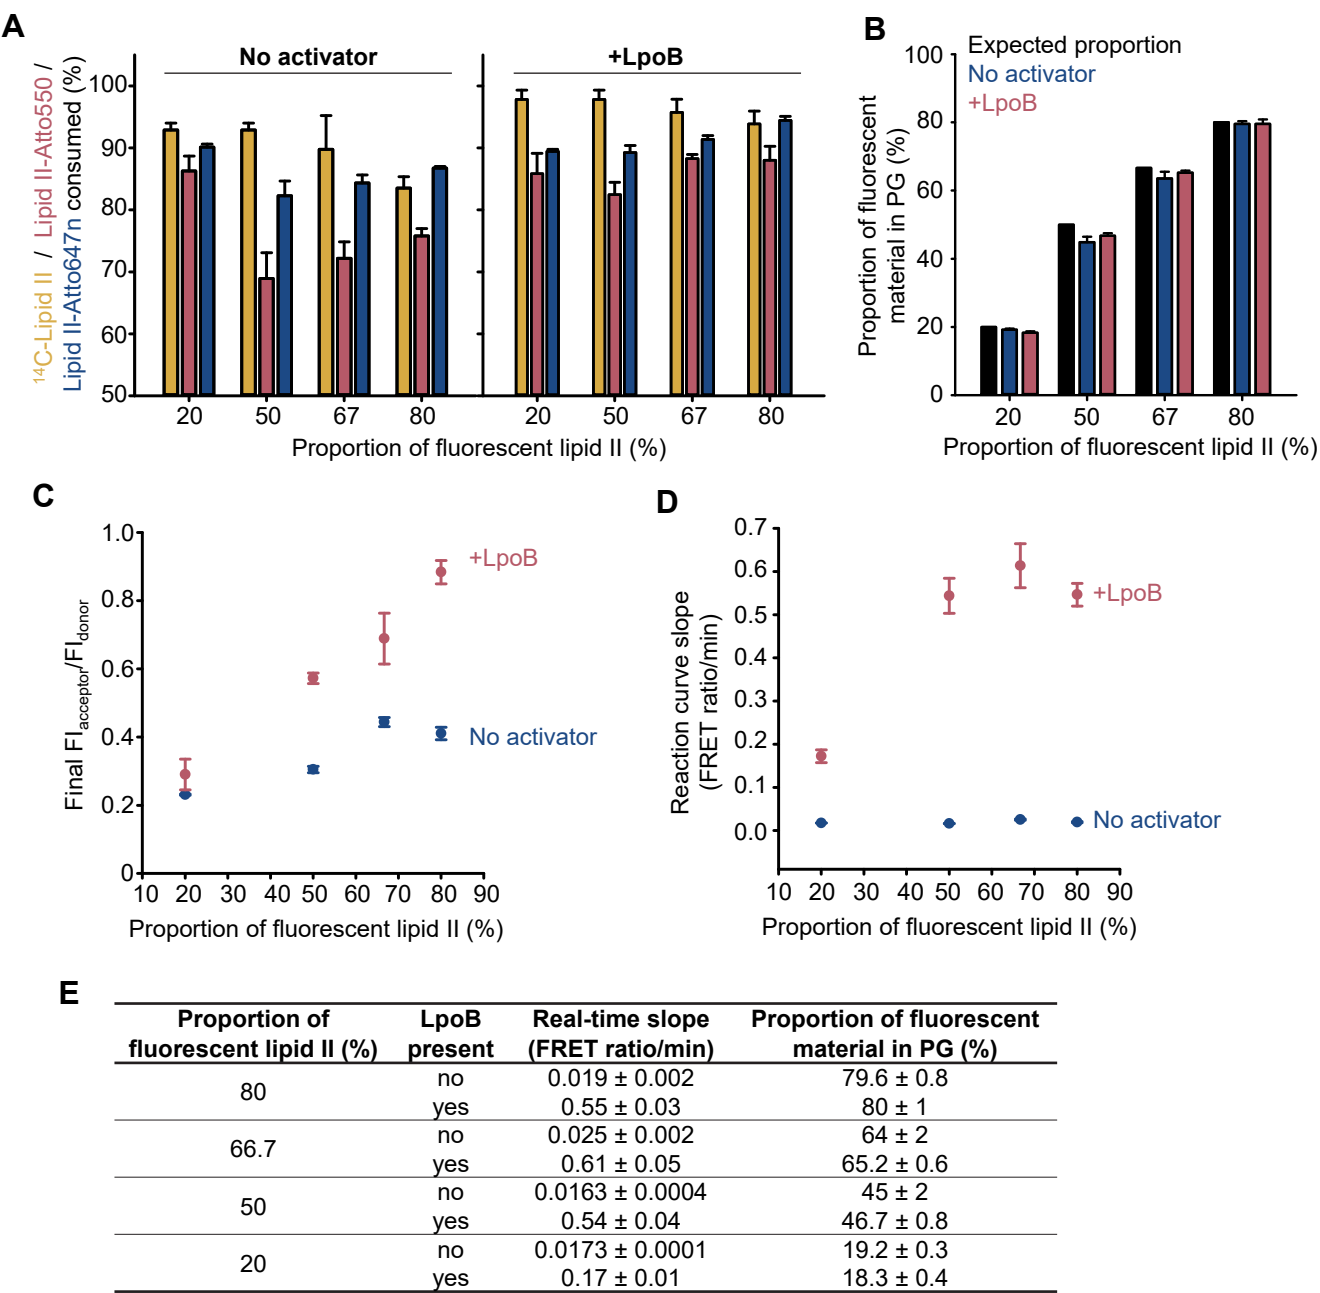 A
No activator
+LpoB
¹⁴C-Lipid II / Lipid II-Atto550 /
Lipid II-Atto647n consumed (%)
100
90
80
70
60
50
20 50 67 80 20 50 67 80
Proportion of fluorescent lipid II (%)
B
Expected proportion
No activator
+LpoB
Proportion of fluorescent
material in PG (%)
100
80
60
40
20
0
20 50 67 80
Proportion of fluorescent lipid II (%)
C
Final FIacceptor/FIdonor
1.0
0.8
0.6
0.4
0.2
0
+LpoB
No activator
10 20 30 40 50 60 70 80 90
Proportion of fluorescent lipid II (%)
D
Reaction curve slope
(FRET ratio/min)
0.7
0.6
0.5
0.4
0.3
0.2
0.1
0.0
+LpoB
No activator
10 20 30 40 50 60 70 80 90
Proportion of fluorescent lipid II (%)
E
Proportion of LpoB Real-time slope Proportion of fluorescent
fluorescent lipid II (%) present (FRET ratio/min) material in PG (%)
80
no 0.019 ± 0.002 79.6 ± 0.8
yes 0.55 ± 0.03 80 ± 1
66.7
no 0.025 ± 0.002 64 ± 2
yes 0.61 ± 0.05 65.2 ± 0.6
50
no 0.0163 ± 0.0004 45 ± 2
yes 0.54 ± 0.04 46.7 ± 0.8
20
no 0.0173 ± 0.0001 19.2 ± 0.3
yes 0.17 ± 0.01 18.3 ± 0.4